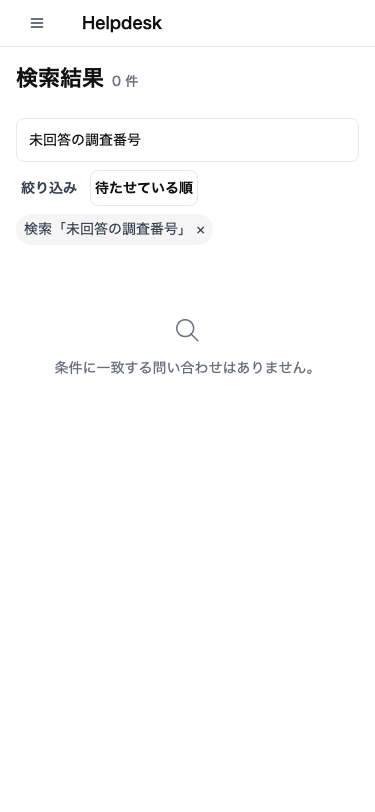 Helpdesk
検索結果 0 件
未回答の調査番号
絞り込み 待たせている順
検索「未回答の調査番号」 ×
条件に一致する問い合わせはありません。